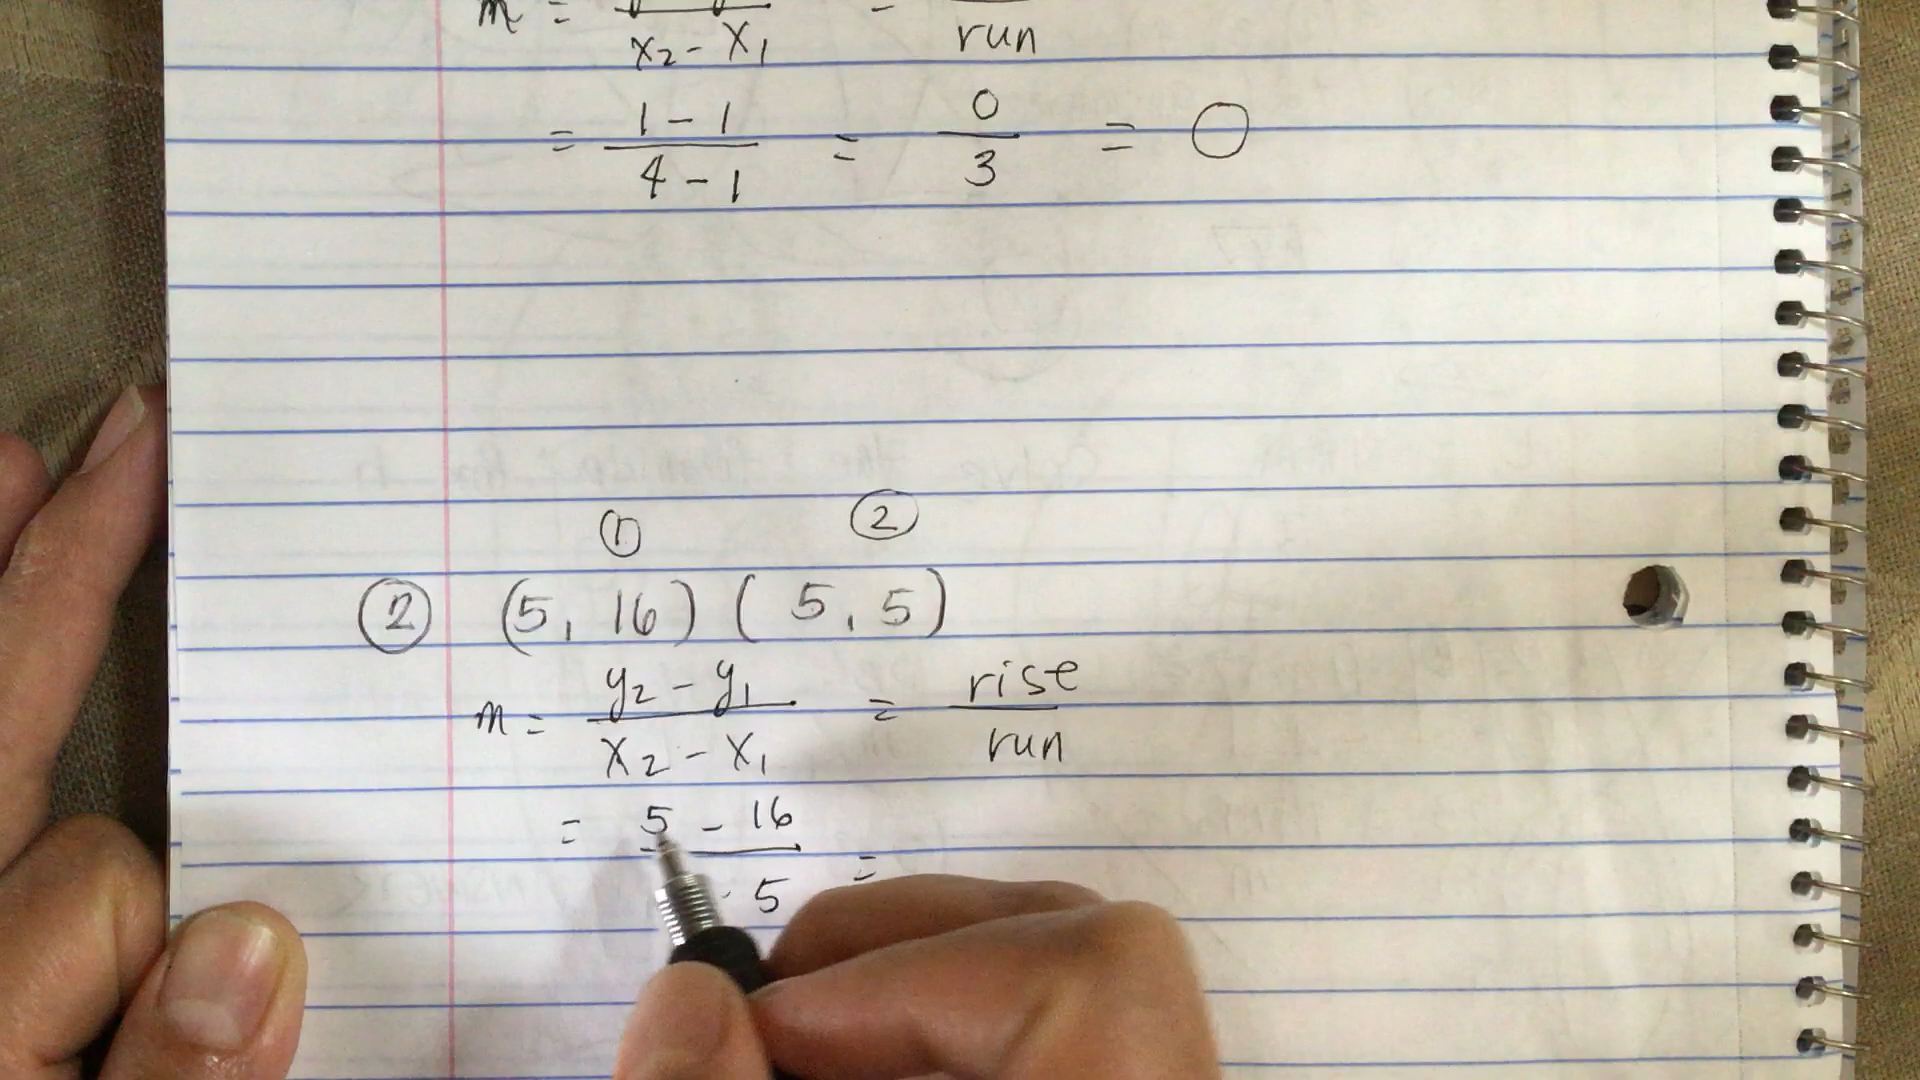 m = / x₂ - x₁ = / run
= 1 - 1 / 4 - 1 = 0 / 3 = 0
① ②
② (5, 16) (5, 5)
m = y₂ - y₁ / x₂ - x₁ = rise / run
= 5 - 16 / - 5 =